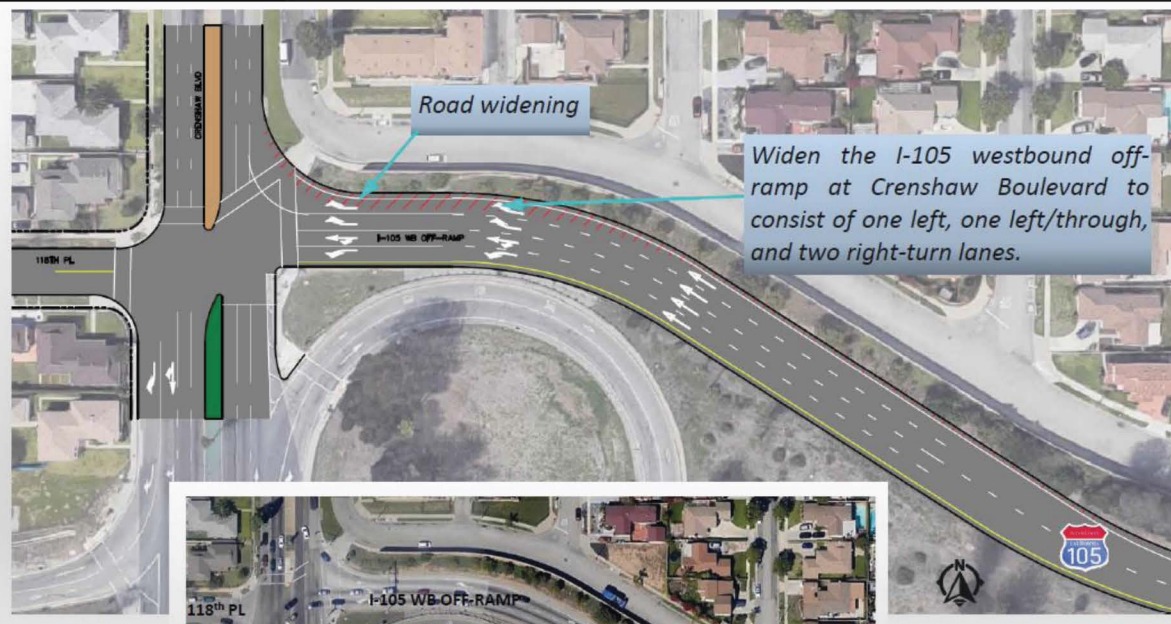 CRENSHAW BLVD
Road widening
Widen the I-105 westbound off-
ramp at Crenshaw Boulevard to
consist of one left, one left/through,
and two right-turn lanes.
I-105 WB OFF-RAMP
118TH PL
N
105
118th PL
I-105 WB OFF-RAMP